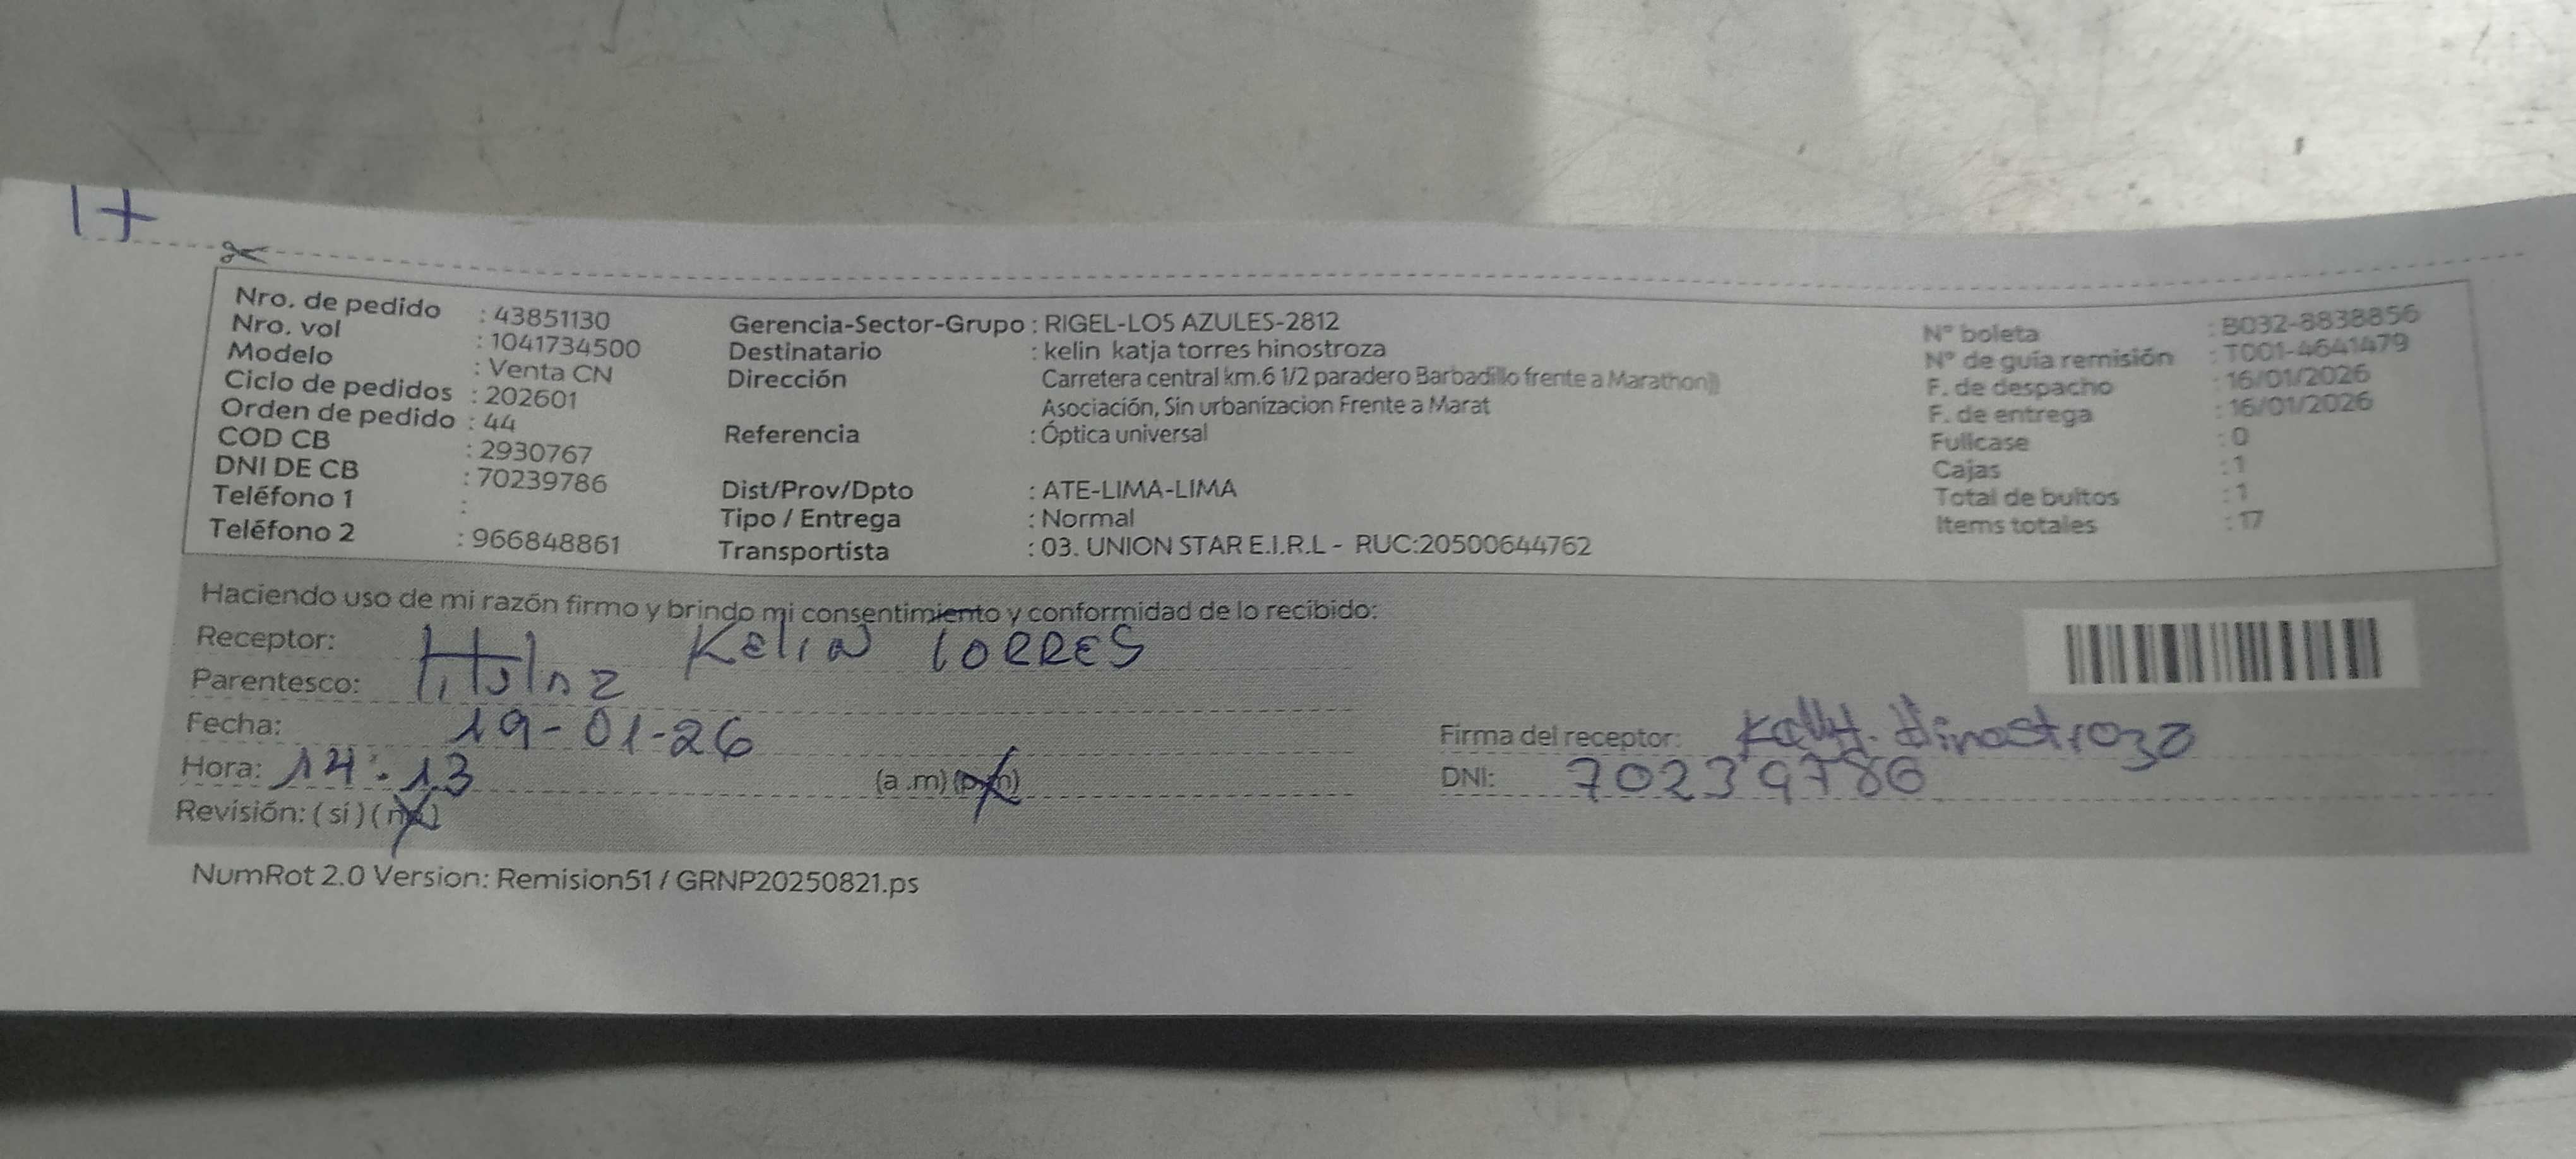 17
Nro. de pedido : 43851130
Nro. vol : 1041734500
Modelo : Venta CN
Ciclo de pedidos : 202601
Orden de pedido : 44
COD CB : 2930767
DNI DE CB : 70239786
Teléfono 1 :
Teléfono 2 : 966848861
Gerencia-Sector-Grupo : RIGEL-LOS AZULES-2812
Destinatario : kelin katja torres hinostroza
Dirección Carretera central km.6 1/2 paradero Barbadillo frente a Marathon))
Asociación, Sin urbanizacion Frente a Marat
Referencia : Óptica universal
Dist/Prov/Dpto : ATE-LIMA-LIMA
Tipo / Entrega : Normal
Transportista : 03. UNION STAR E.I.R.L - RUC:20500644762
N° boleta : B032-8838856
N° de guía remisión : T001-4641479
F. de despacho : 16/01/2026
F. de entrega : 16/01/2026
Fullcase : 0
Cajas : 1
Total de bultos : 1
Items totales : 17
Haciendo uso de mi razón firmo y brindo mi consentimiento y conformidad de lo recibido:
Receptor: Kelin TORRES
Parentesco:
Fecha: 19-01-26
Hora: 14:13 (a .m) (p.m)
Revisión: ( si ) ( no )
Firma del receptor: Hinostroza
DNI: 70239786
NumRot 2.0 Version: Remision51 / GRNP20250821.ps